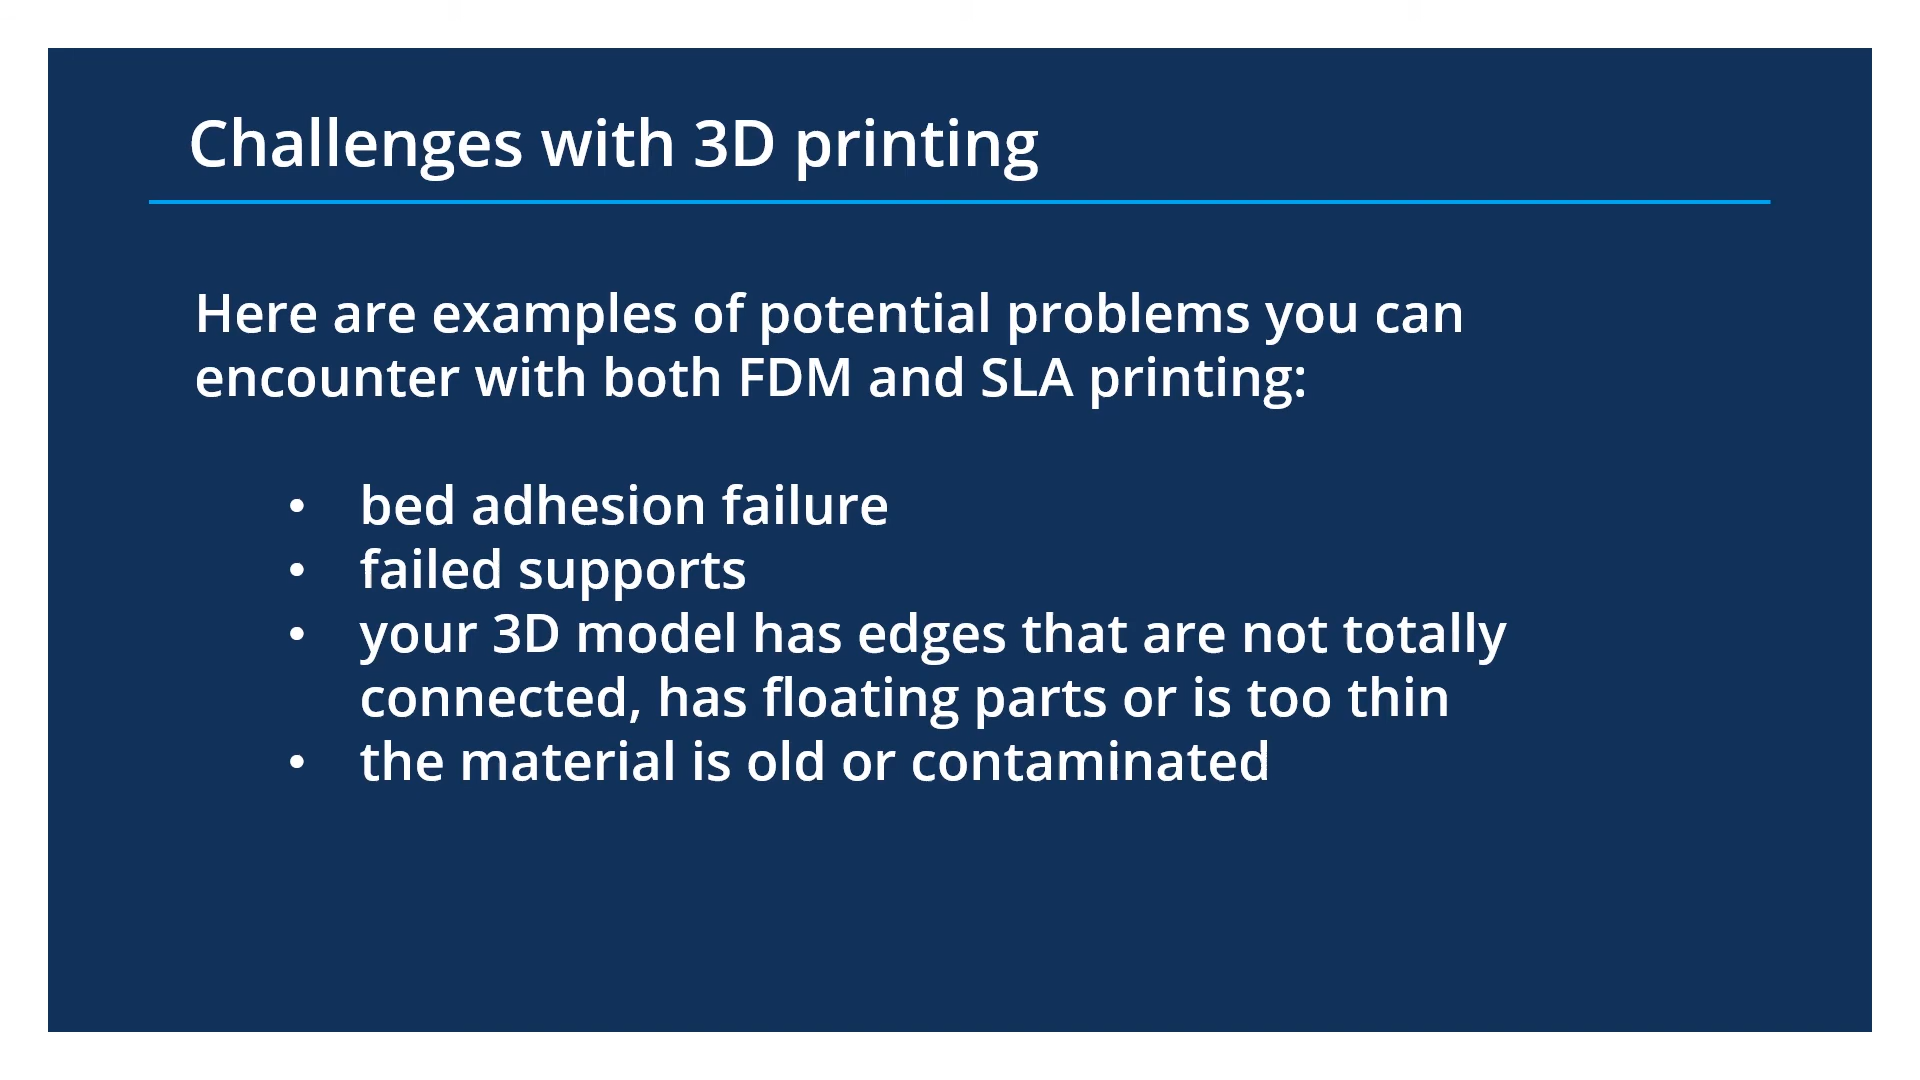 Challenges with 3D printing
Here are examples of potential problems you can
encounter with both FDM and SLA printing:
• bed adhesion failure
• failed supports
• your 3D model has edges that are not totally
connected, has floating parts or is too thin
• the material is old or contaminated